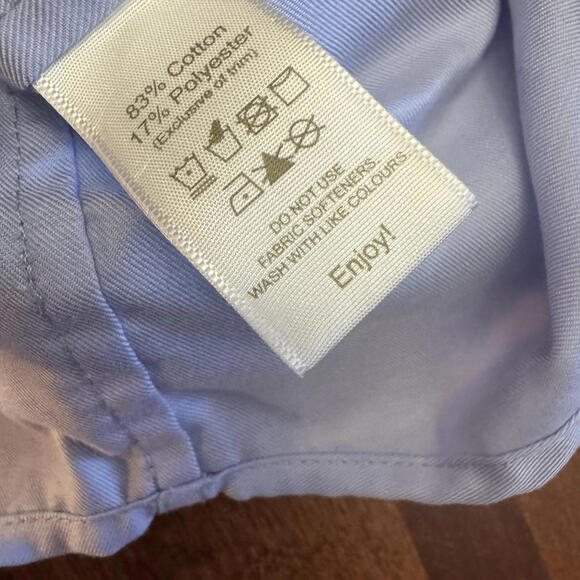 83% Cotton
17% Polyester
(Exclusive of trim)
DO NOT USE
FABRIC SOFTENERS
WASH WITH LIKE COLOURS.
Enjoy!